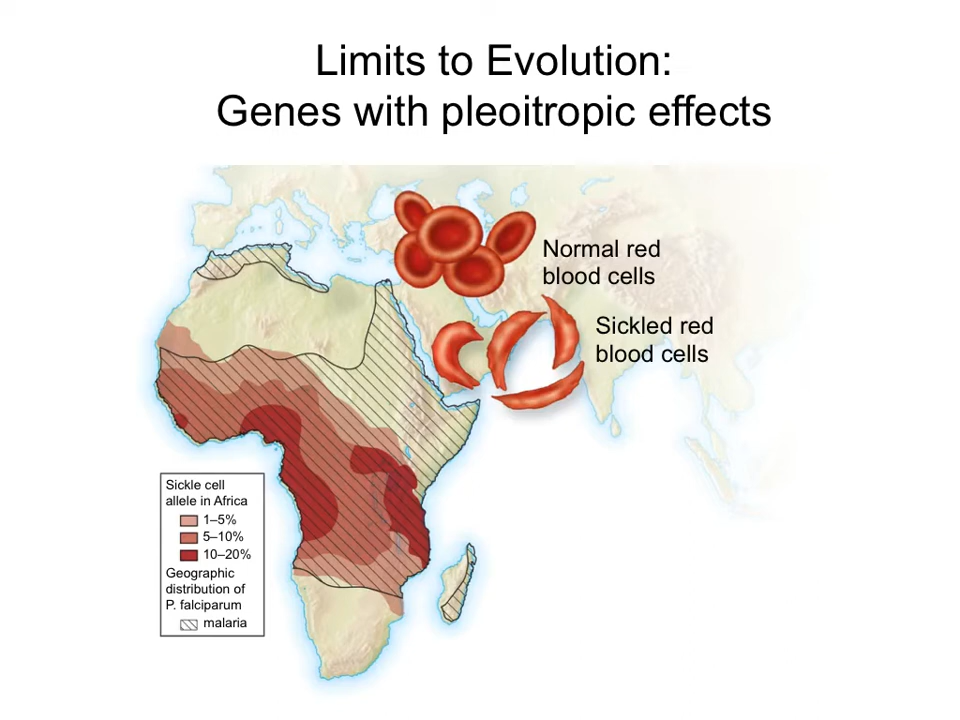 Limits to Evolution:
Genes with pleoitropic effects
Normal red
blood cells
Sickled red
blood cells
Sickle cell
allele in Africa
1–5%
5–10%
10–20%
Geographic
distribution of
P. falciparum
malaria